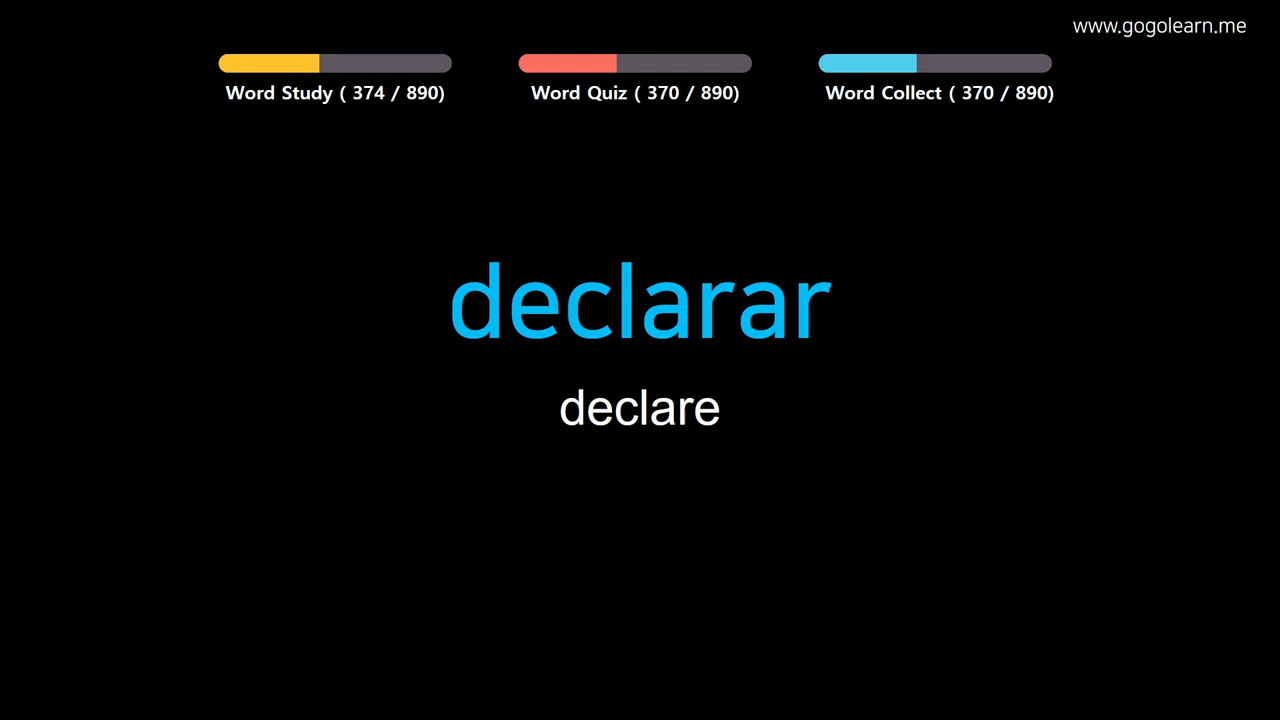 www.gogolearn.me
Word Study ( 374 / 890)
Word Quiz ( 370 / 890)
Word Collect ( 370 / 890)
declarar
declare